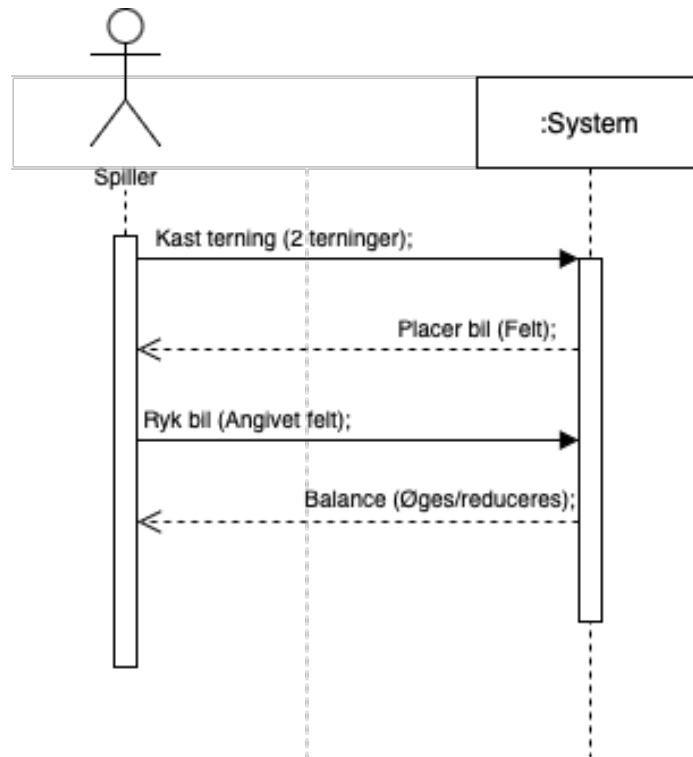 :System
Spiller
Kast terning (2 terninger);
Placer bil (Felt);
Ryk bil (Angivet felt);
Balance (Øges/reduceres);